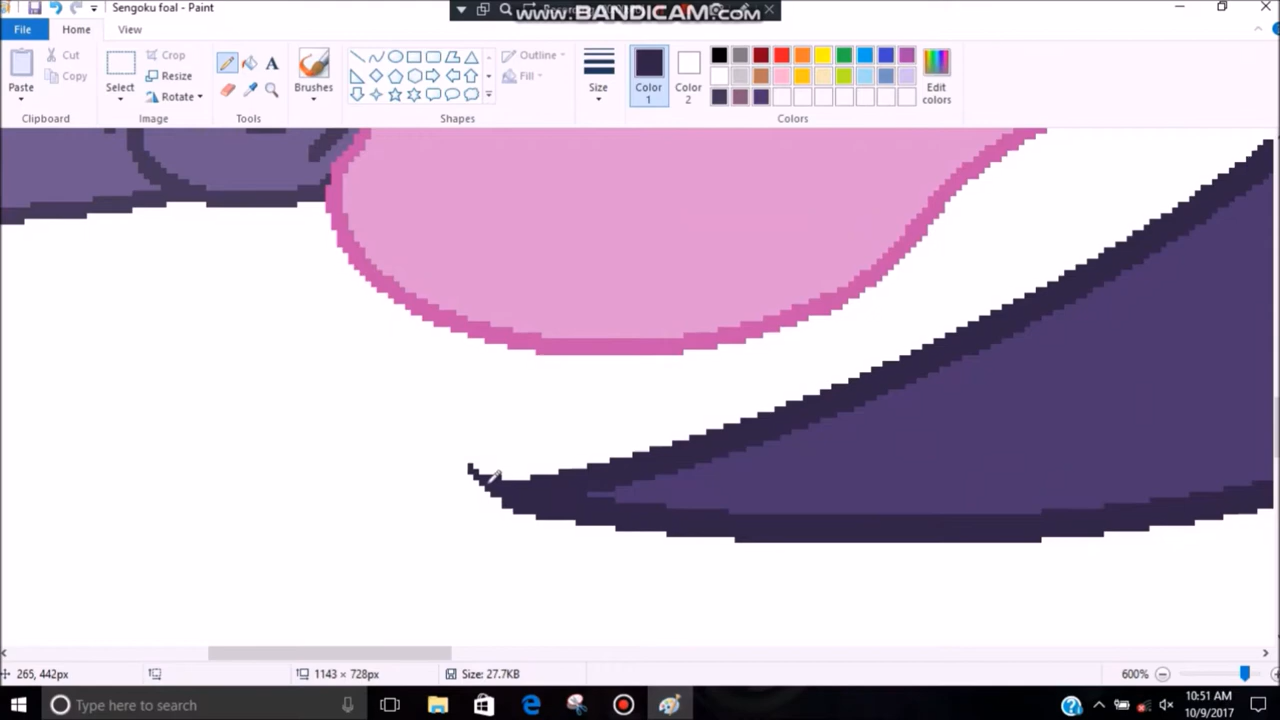 Sengoku foal - Paint
www.BANDICAM.com
File
Home
View
Paste
Cut
Copy
Clipboard
Select
Crop
Resize
Rotate
Image
Tools
Brushes
Shapes
Outline
Fill
Size
Color 1
Color 2
Edit colors
Colors
265, 442px
1143 × 728px
Size: 27.7KB
600%
Type here to search
10:51 AM
10/9/2017